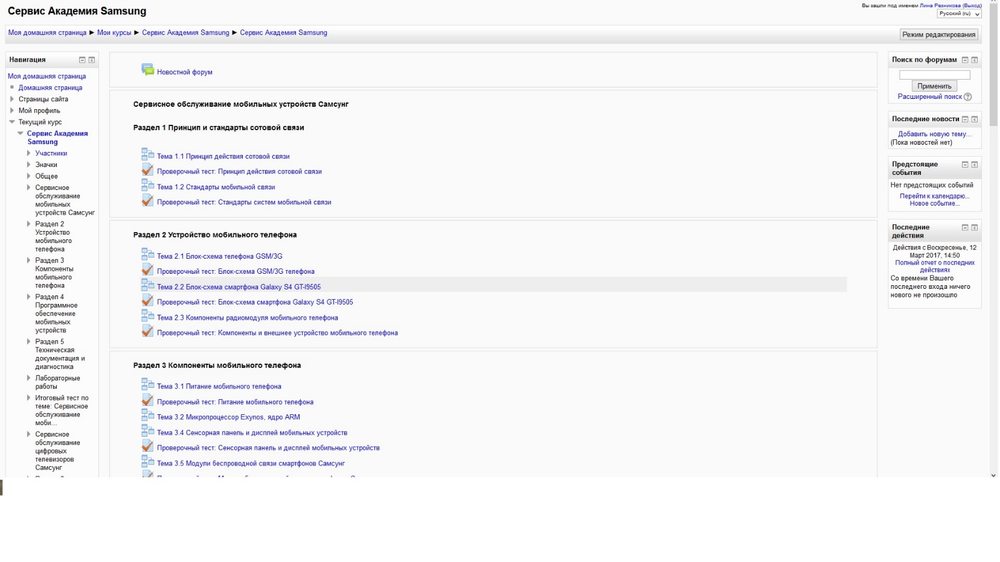 Сервис Академия Samsung
Вы зашли под именем Лина Резникова (Выход)
Русский (ru)
Моя домашняя страница ► Мои курсы ► Сервис Академия Samsung ► Сервис Академия Samsung
Режим редактирования
Навигация
Моя домашняя страница
Домашняя страница
Страницы сайта
Мой профиль
Текущий курс
Сервис Академия
Samsung
Участники
Значки
Общее
Сервисное
обслуживание
мобильных
устройств Самсунг
Раздел 2
Устройство
мобильного
телефона
Раздел 3
Компоненты
мобильного
телефона
Раздел 4
Программное
обеспечение
мобильных
устройств
Раздел 5
Техническая
документация и
диагностика
Лабораторные
работы
Итоговый тест по
теме: Сервисное
обслуживание
моби...
Сервисное
обслуживание
цифровых
телевизоров
Самсунг
Новостной форум
Сервисное обслуживание мобильных устройств Самсунг
Раздел 1 Принцип и стандарты сотовой связи
Тема 1.1 Принцип действия сотовой связи
Проверочный тест: Принцип действия сотовой связи
Тема 1.2 Стандарты мобильной связи
Проверочный тест: Стандарты систем мобильной связи
Раздел 2 Устройство мобильного телефона
Тема 2.1 Блок-схема телефона GSM/3G
Проверочный тест: Блок-схема GSM/3G телефона
Тема 2.2 Блок-схема смартфона Galaxy S4 GT-I9505
Проверочный тест: Блок-схема смартфона Galaxy S4 GT-I9505
Тема 2.3 Компоненты радиомодуля мобильного телефона
Проверочный тест: Компоненты и внешнее устройство мобильного телефона
Раздел 3 Компоненты мобильного телефона
Тема 3.1 Питание мобильного телефона
Проверочный тест: Питание мобильного телефона
Тема 3.2 Микропроцессор Exynos, ядро ARM
Тема 3.4 Сенсорная панель и дисплей мобильных устройств
Проверочный тест: Сенсорная панель и дисплей мобильных устройств
Тема 3.5 Модули беспроводной связи смартфонов Самсунг
Поиск по форумам
Применить
Расширенный поиск
Последние новости
Добавить новую тему...
(Пока новостей нет)
Предстоящие
события
Нет предстоящих событий
Перейти к календарю...
Новое событие...
Последние
действия
Действия с Воскресенье, 12
Март 2017, 14:50
Полный отчет о последних
действиях
Со времени Вашего
последнего входа ничего
нового не произошло